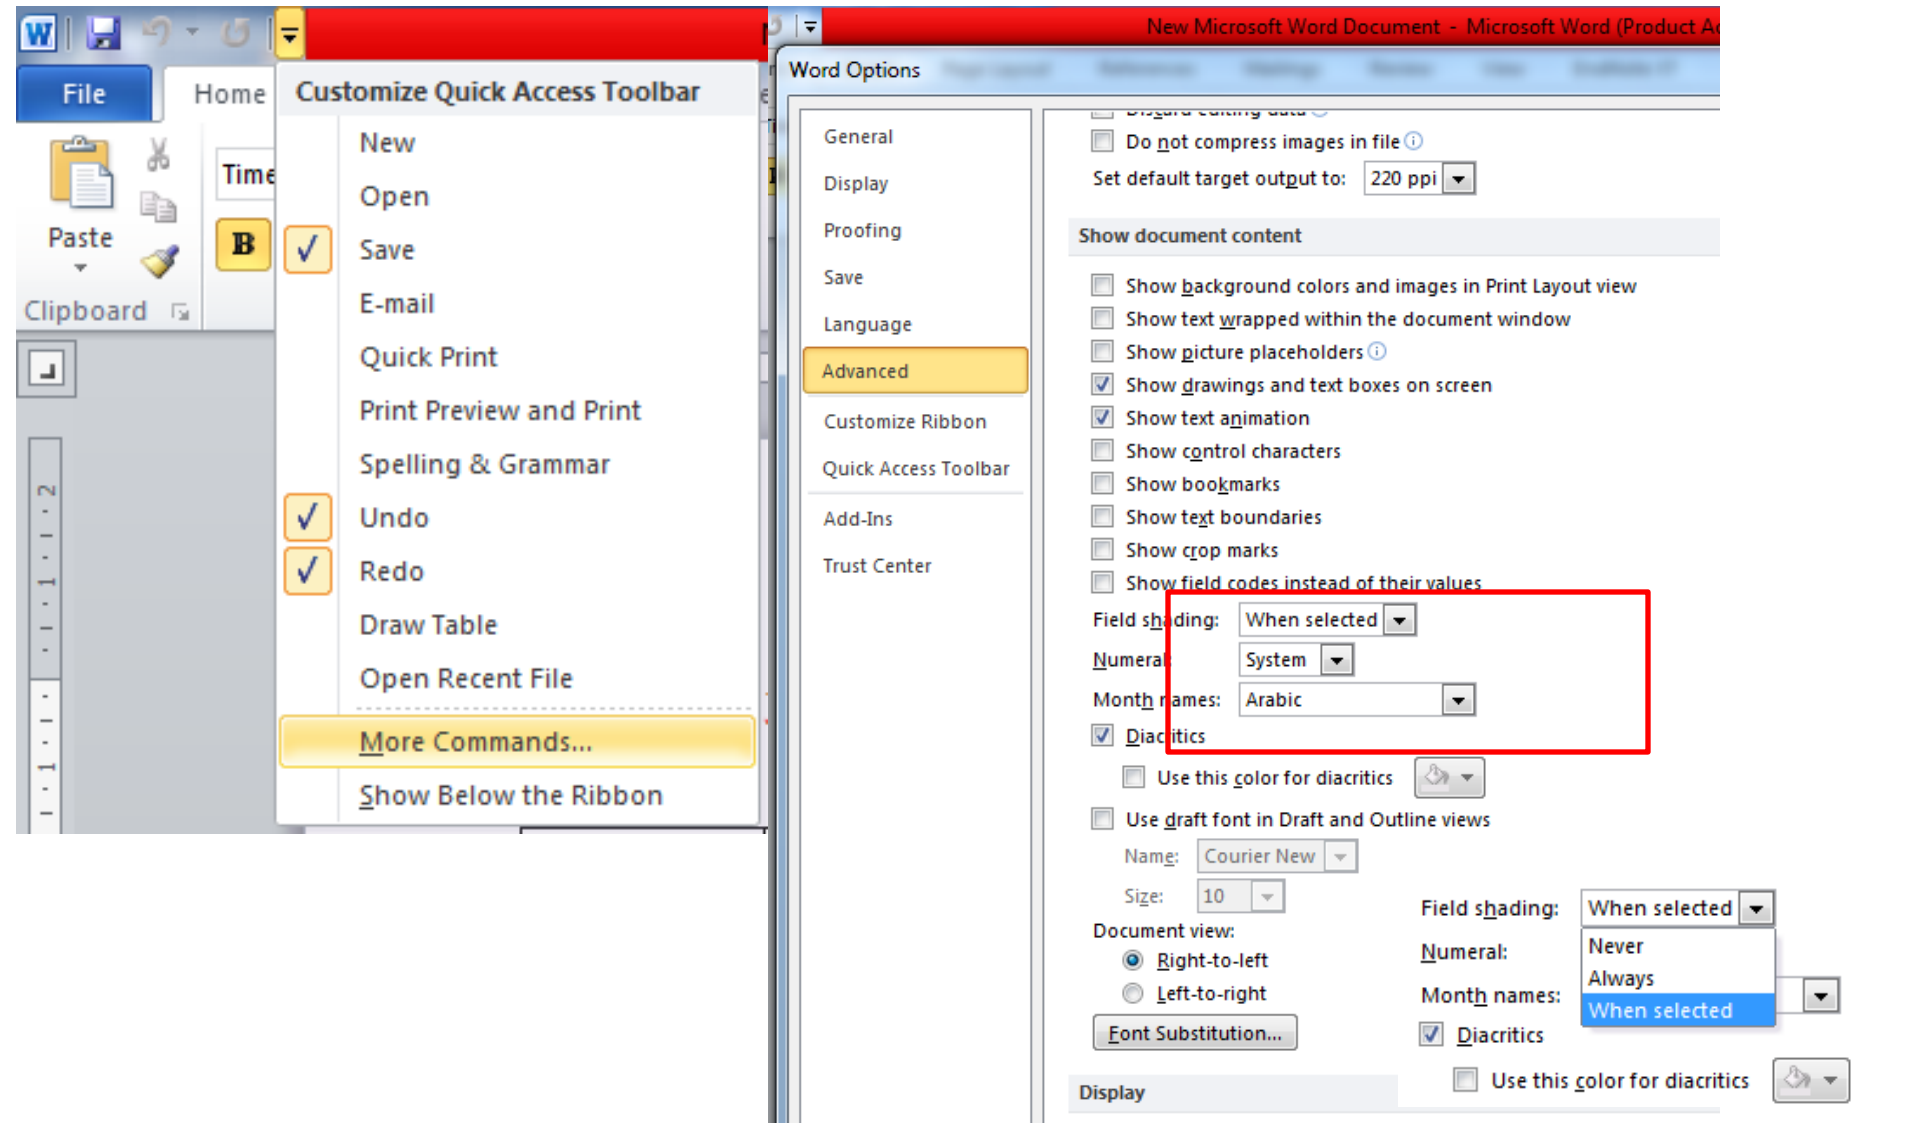 File
Home
Time
B
Paste
Clipboard
2
1
1
Customize Quick Access Toolbar
New
Open
Save
E-mail
Quick Print
Print Preview and Print
Spelling & Grammar
Undo
Redo
Draw Table
Open Recent File
More Commands...
Show Below the Ribbon
New Microsoft Word Document - Microsoft Word (Product Ac
Word Options
General
Display
Proofing
Save
Language
Advanced
Customize Ribbon
Quick Access Toolbar
Add-Ins
Trust Center
Discard editing data
Do not compress images in file
Set default target output to: 220 ppi
Show document content
Show background colors and images in Print Layout view
Show text wrapped within the document window
Show picture placeholders
Show drawings and text boxes on screen
Show text animation
Show control characters
Show bookmarks
Show text boundaries
Show crop marks
Show field codes instead of their values
Field shading: When selected
Numeral: System
Month names: Arabic
Diacritics
Use this color for diacritics
Use draft font in Draft and Outline views
Name: Courier New
Size: 10
Document view:
Right-to-left
Left-to-right
Font Substitution...
Display
Field shading: When selected
Never
Numeral:
Always
Month names:
When selected
Diacritics
Use this color for diacritics